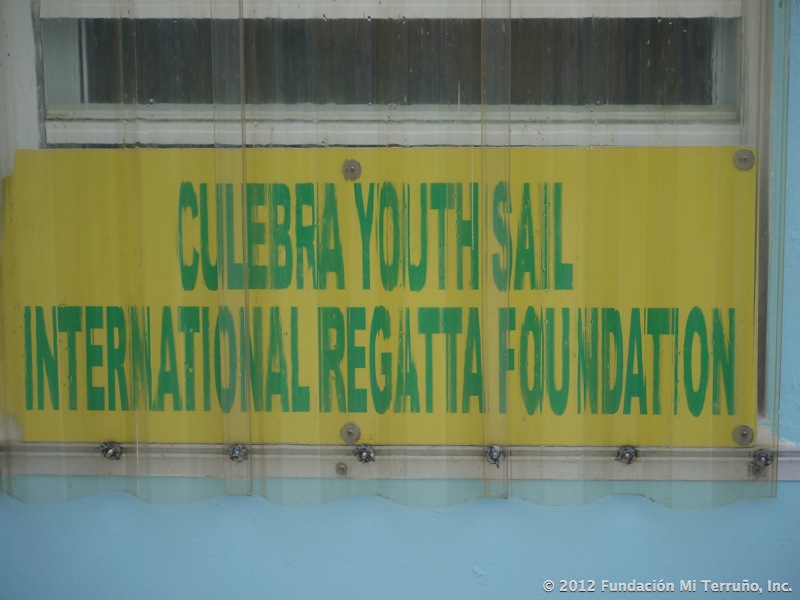 CULEBRA YOUTH SAIL
INTERNATIONAL REGATTA FOUNDATION
© 2012 Fundación Mi Terruño, Inc.